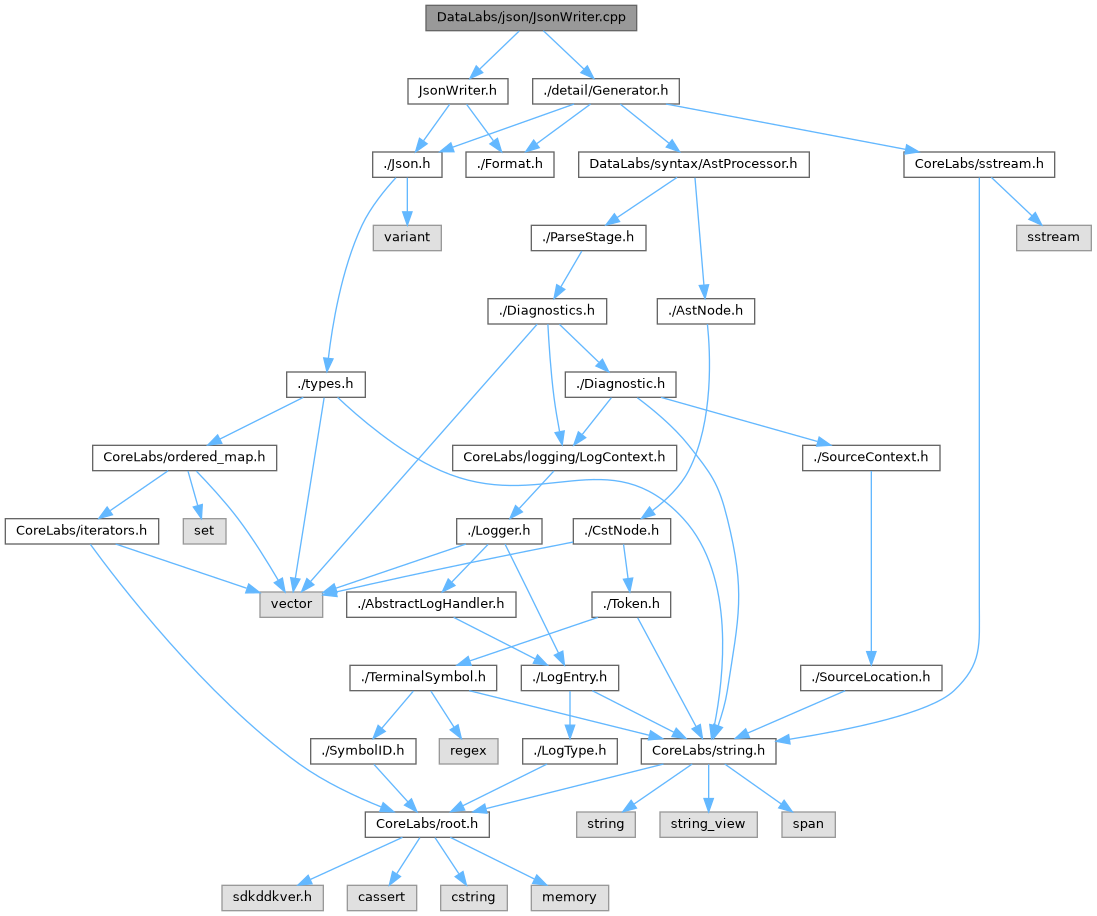 DataLabs/json/JsonWriter.cpp
JsonWriter.h
./detail/Generator.h
./Json.h
./Format.h
DataLabs/syntax/AstProcessor.h
CoreLabs/sstream.h
variant
./ParseStage.h
sstream
./Diagnostics.h
./AstNode.h
./types.h
./Diagnostic.h
CoreLabs/ordered_map.h
CoreLabs/logging/LogContext.h
./SourceContext.h
CoreLabs/iterators.h
set
./Logger.h
./CstNode.h
vector
./AbstractLogHandler.h
./Token.h
./TerminalSymbol.h
./LogEntry.h
./SourceLocation.h
./SymbolID.h
regex
./LogType.h
CoreLabs/string.h
CoreLabs/root.h
string
string_view
span
sdkddkver.h
cassert
cstring
memory